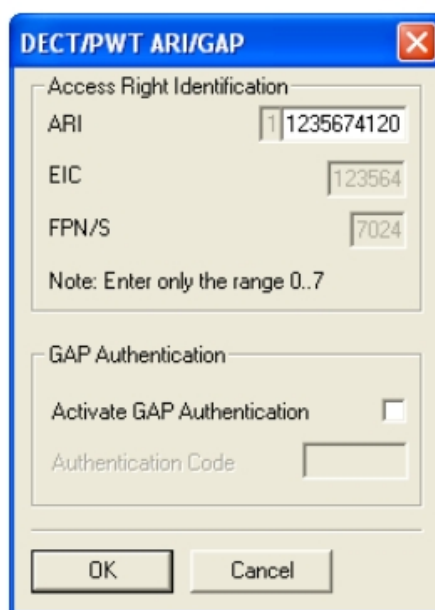 DECT/PWT ARI/GAP
Access Right Identification
ARI 1 1235674120
EIC 123564
FPN/S 7024
Note: Enter only the range 0..7
GAP Authentication
Activate GAP Authentication
Authentication Code
OK Cancel